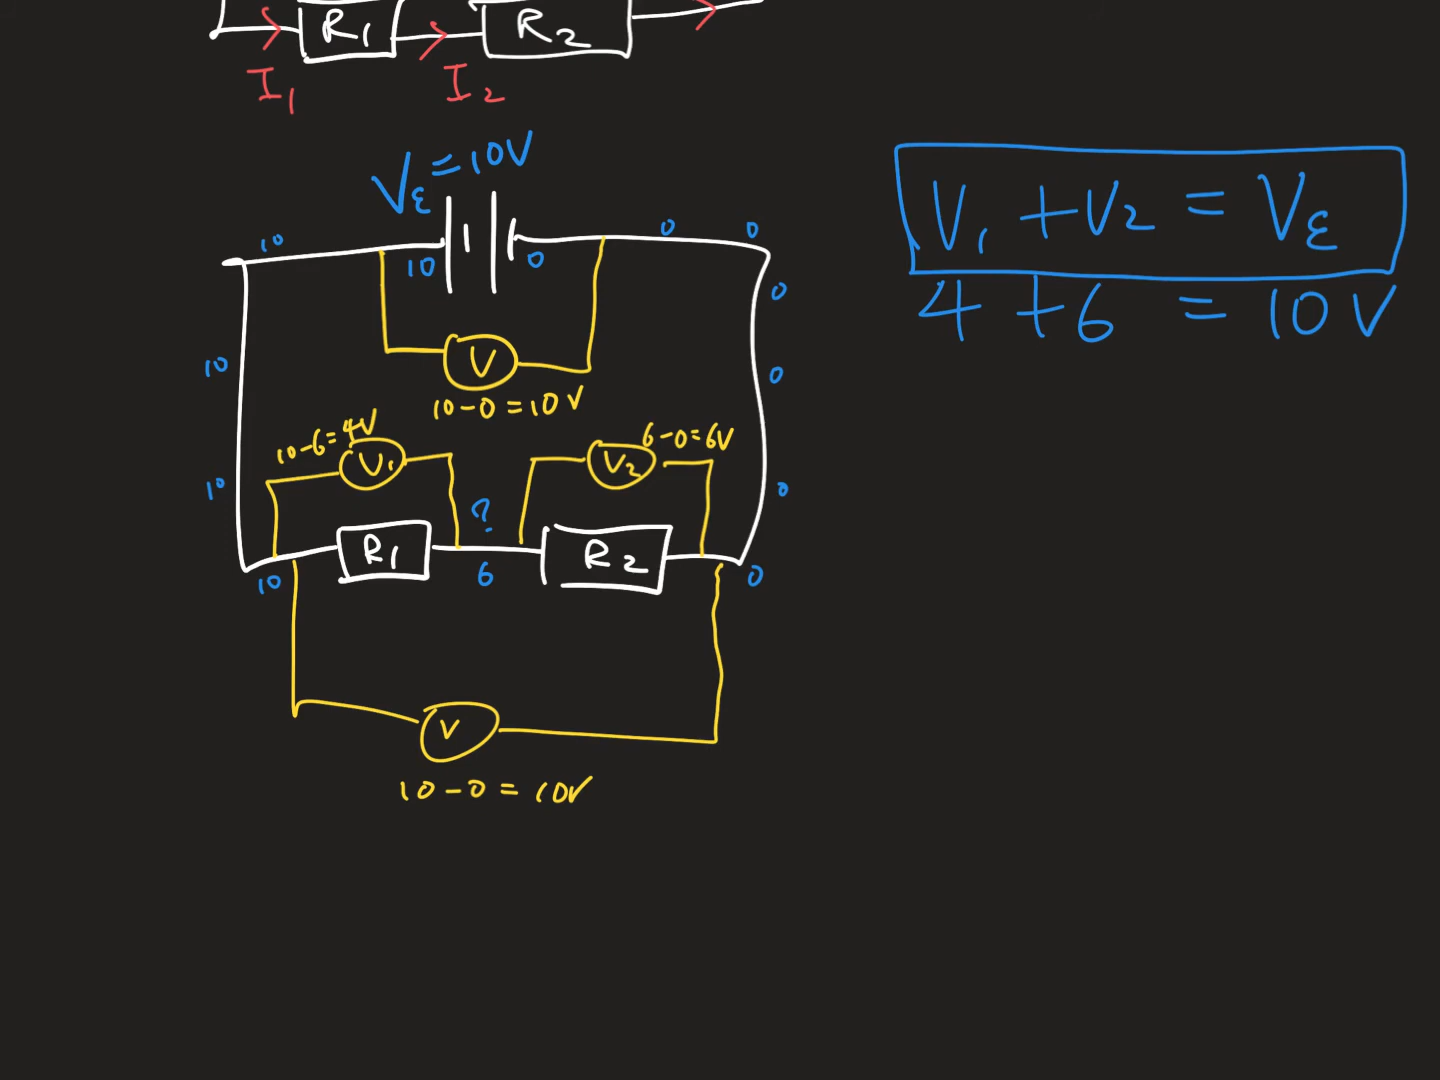 R1 R2
I1 I2
Vε = 10V
10 10 0 0 0
0
10 V 0
10-0=10V
10-6=4V 6-0=6V
V1 V2
10 ? 0
R1 R2
10 6 0
V
10-0 = 10V
V1 + V2 = Vε
4 + 6 = 10 V